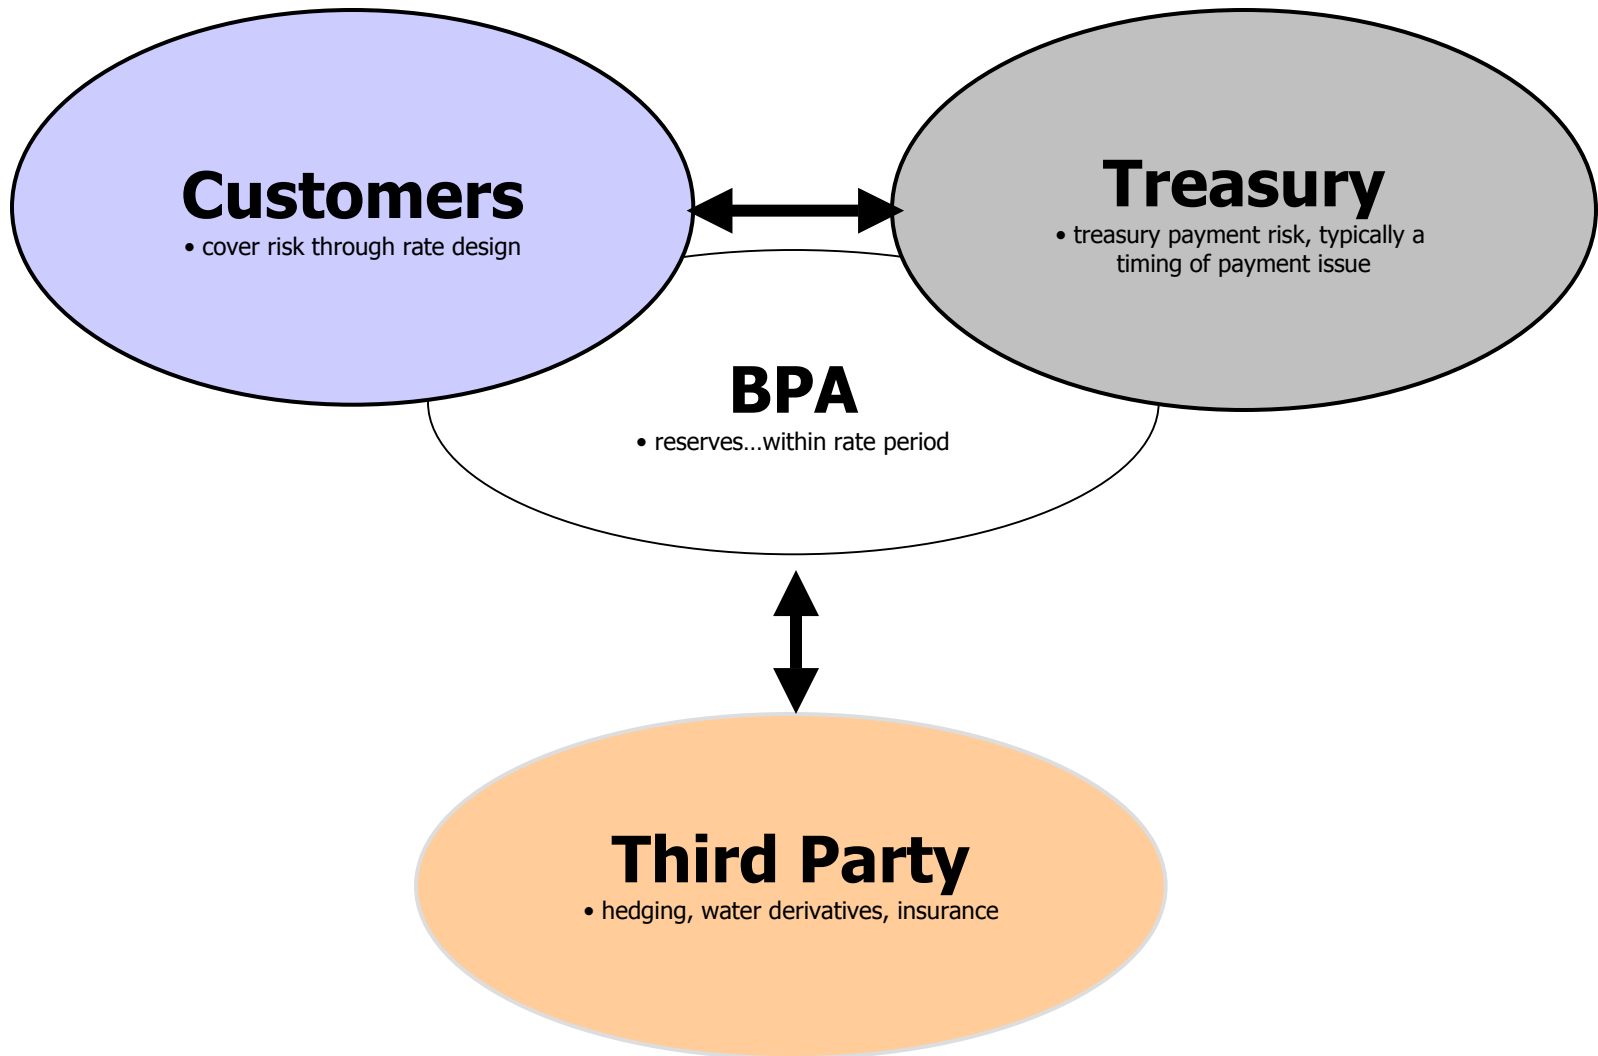 Customers
• cover risk through rate design
Treasury
• treasury payment risk, typically a
timing of payment issue
BPA
• reserves...within rate period
Third Party
• hedging, water derivatives, insurance